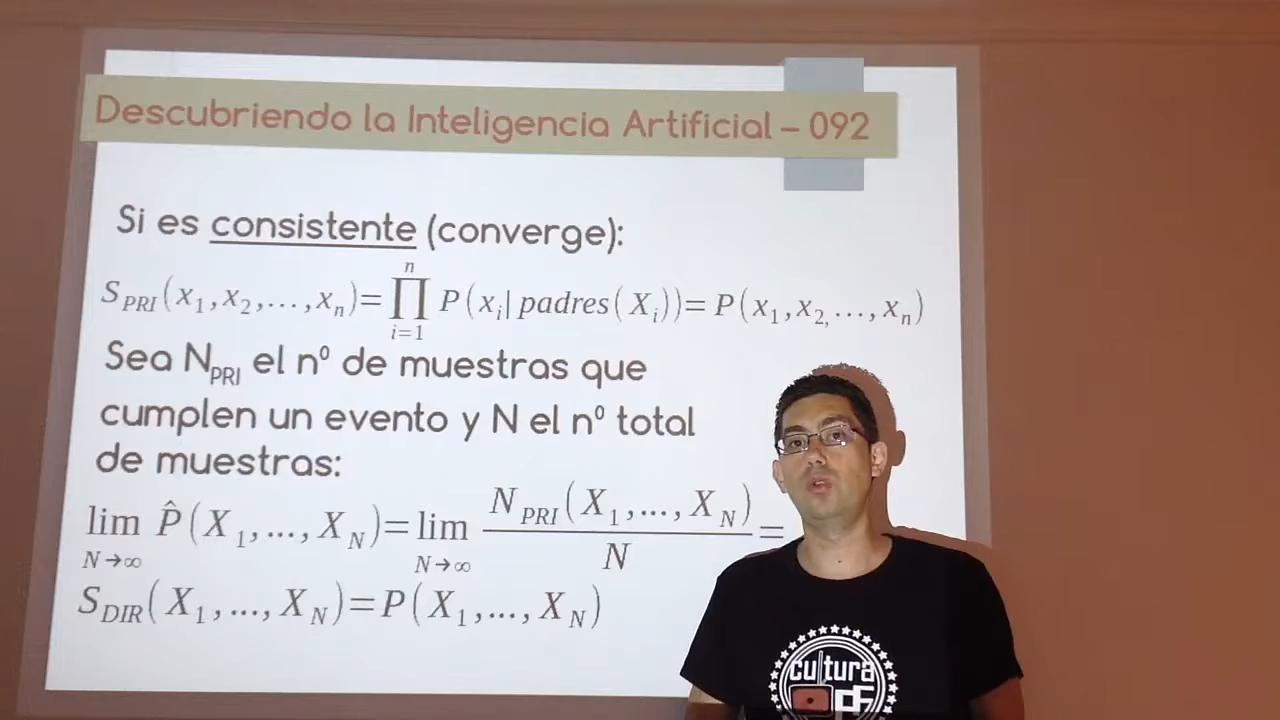 Descubriendo la Inteligencia Artificial – 092
Si es consistente (converge):
S_PRI(x_1,x_2,...,x_n)=∏_{i=1}^{n} P(x_i|padres(X_i))=P(x_1,x_2,...,x_n)
Sea N_PRI el nº de muestras que
cumplen un evento y N el nº total
de muestras:
lim_{N→∞} P̂(X_1,...,X_N)=lim_{N→∞} N_PRI(X_1,...,X_N)/N =
S_DIR(X_1,...,X_N)=P(X_1,...,X_N)
cultura